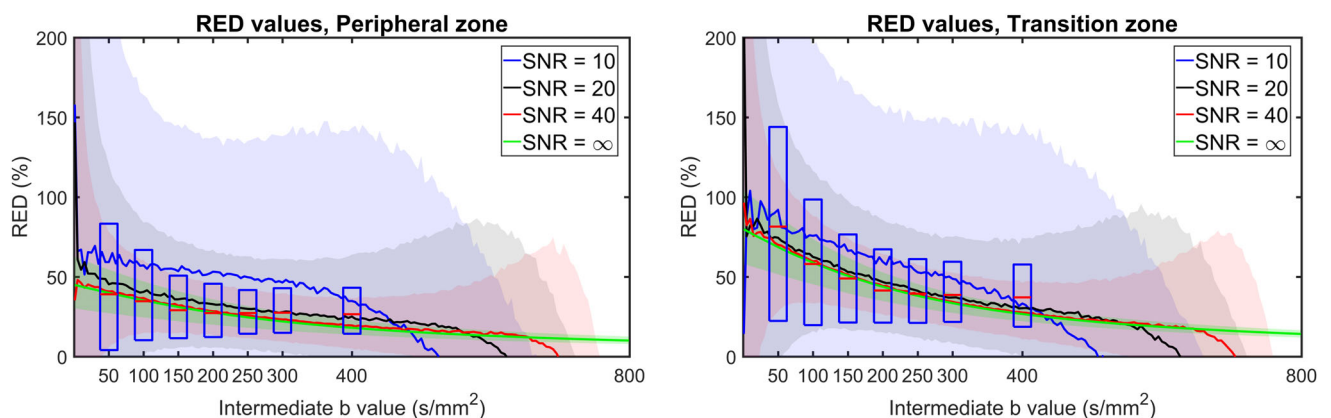 RED values, Peripheral zone
200
150
100
50
0
RED (%)
SNR = 10
SNR = 20
SNR = 40
SNR = ∞
50 100 150 200 250 300 400 800
Intermediate b value (s/mm²)
RED values, Transition zone
200
150
100
50
0
RED (%)
SNR = 10
SNR = 20
SNR = 40
SNR = ∞
50 100 150 200 250 300 400 800
Intermediate b value (s/mm²)